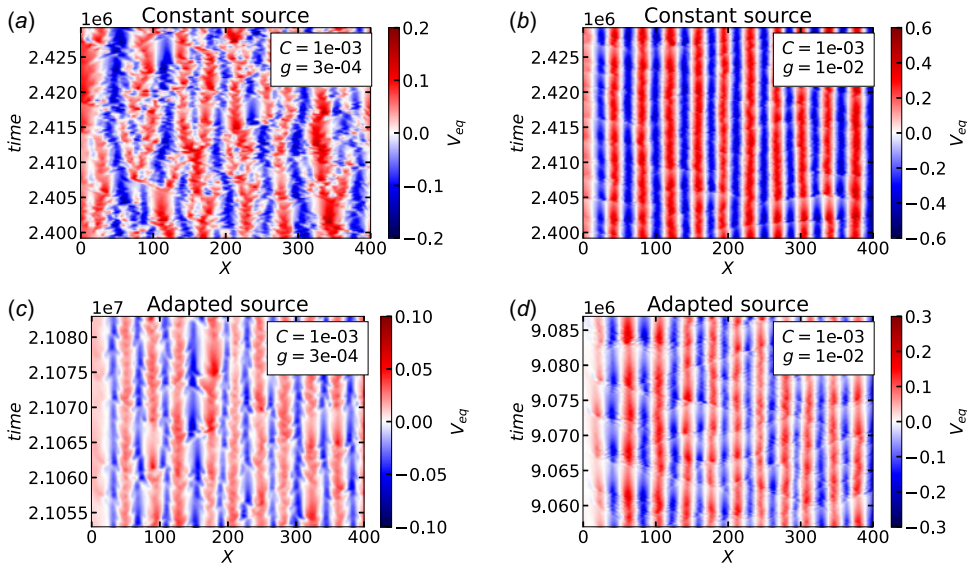 (a) Constant source
1e6
C = 1e-03
g = 3e-04
2.425
2.420
2.415
2.410
2.405
2.400
time
0 100 200 300 400
X
0.2
0.1
0.0
−0.1
−0.2
V_eq
(b) Constant source
1e6
C = 1e-03
g = 1e-02
2.425
2.420
2.415
2.410
2.405
2.400
time
0 100 200 300 400
X
0.6
0.4
0.2
0.0
−0.2
−0.4
−0.6
V_eq
(c) Adapted source
1e7
C = 1e-03
g = 3e-04
2.1080
2.1075
2.1070
2.1065
2.1060
2.1055
time
0 100 200 300 400
X
0.10
0.05
0.00
−0.05
−0.10
V_eq
(d) Adapted source
1e6
C = 1e-03
g = 1e-02
9.085
9.080
9.075
9.070
9.065
9.060
time
0 100 200 300 400
X
0.3
0.2
0.1
0.0
−0.1
−0.2
−0.3
V_eq